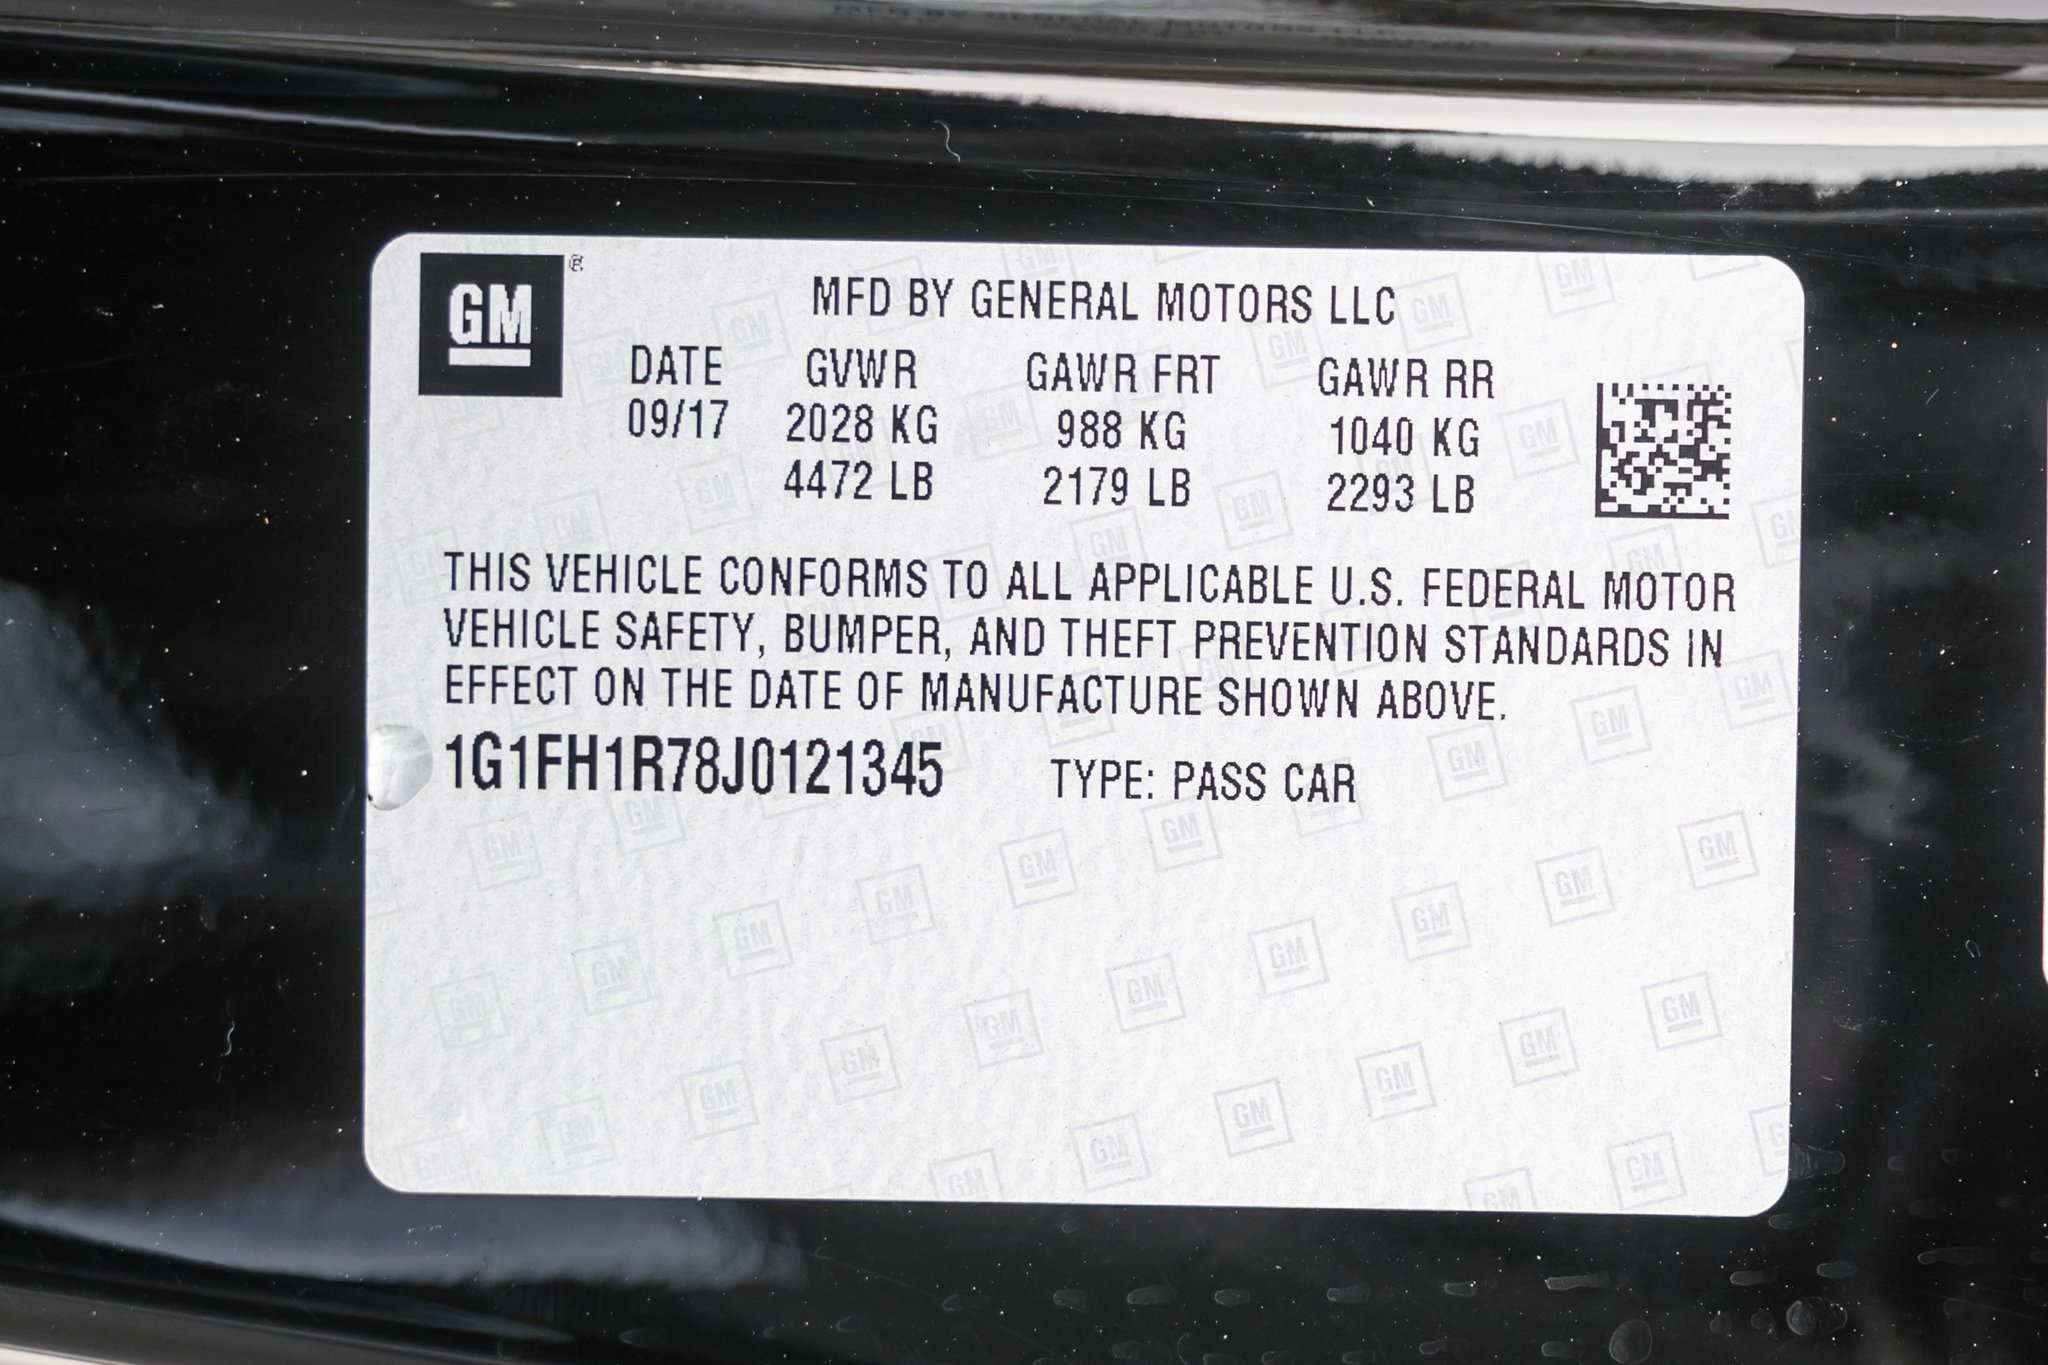 GM
MFD BY GENERAL MOTORS LLC
DATE GVWR GAWR FRT GAWR RR
09/17 2028 KG 988 KG 1040 KG
4472 LB 2179 LB 2293 LB
THIS VEHICLE CONFORMS TO ALL APPLICABLE U.S. FEDERAL MOTOR
VEHICLE SAFETY, BUMPER, AND THEFT PREVENTION STANDARDS IN
EFFECT ON THE DATE OF MANUFACTURE SHOWN ABOVE.
1G1FH1R78J0121345 TYPE: PASS CAR